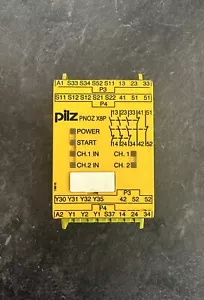 A1 S33 S34 S52 S11 13 23 33
P3
S11 S12 S21 S22 41 51
P4
pilz PNOZ X8P
13 23 33 41 51
POWER
START
CH.1 IN CH. 1
CH.2 IN CH. 2
14 24 34 42 52
P3
Y30 Y31 Y32 Y35 42 52
P4
A2 Y1 Y2 S37 14 24 34